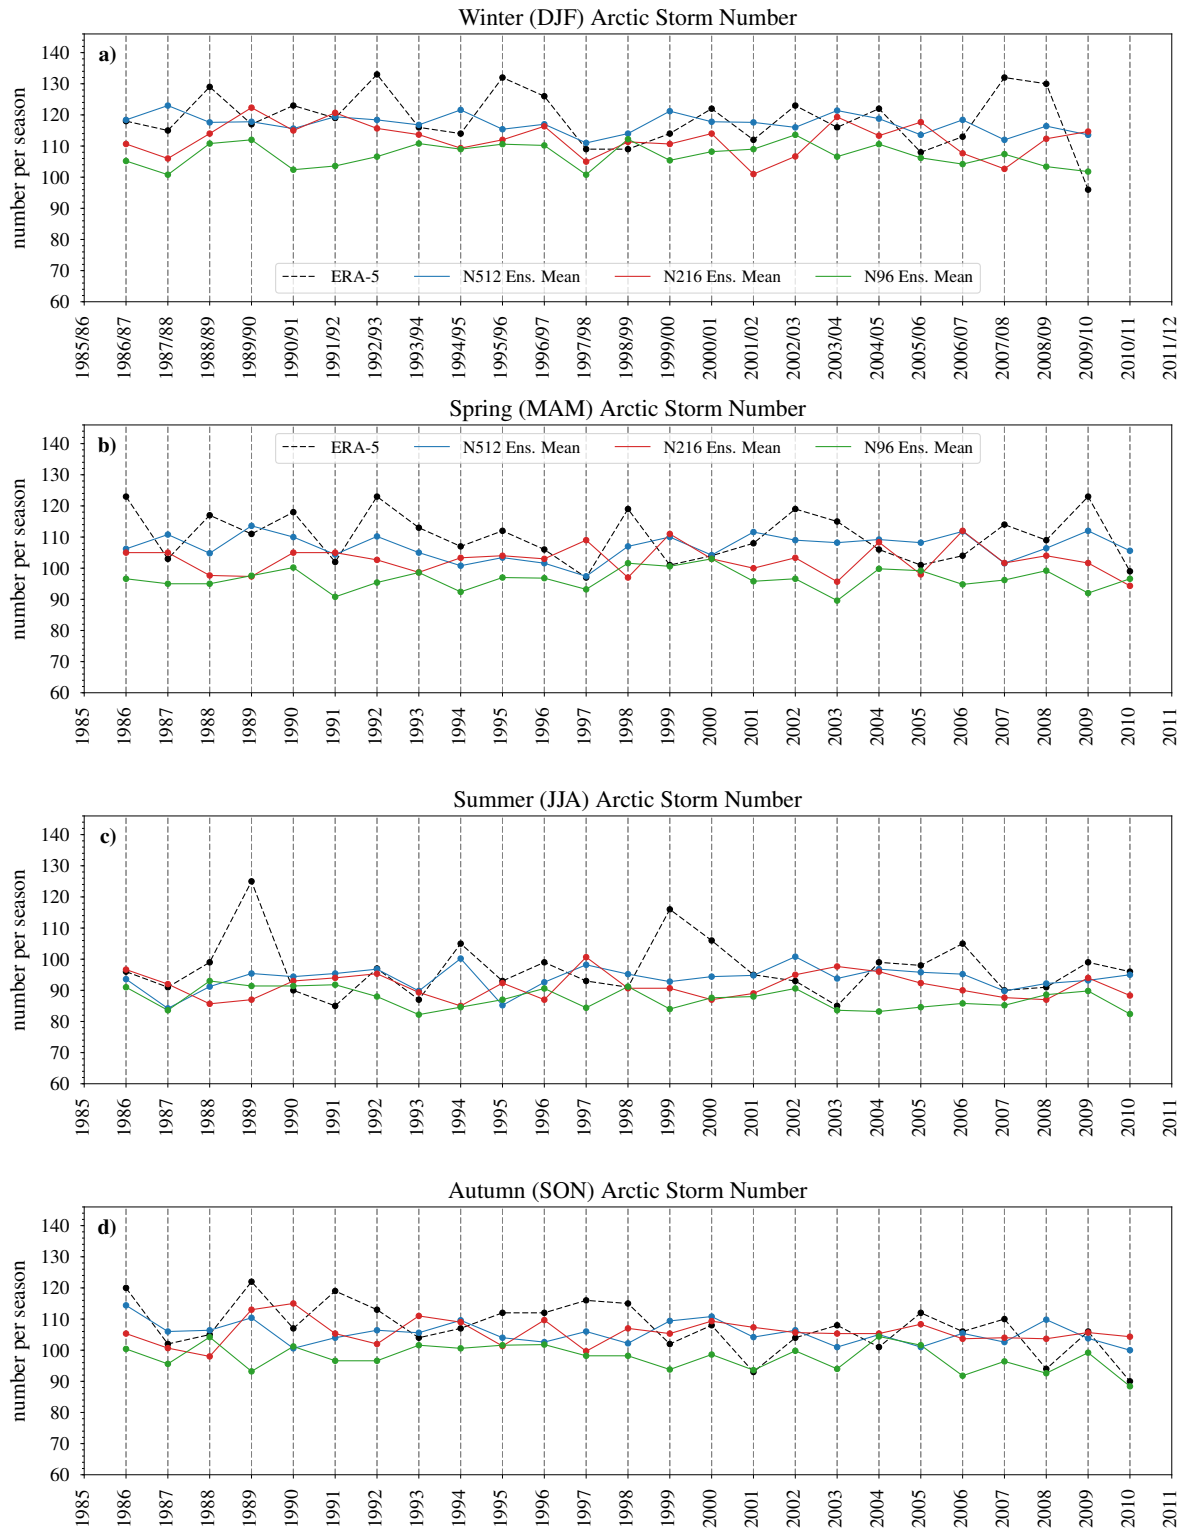 Winter (DJF) Arctic Storm Number
a)
number per season
140
130
120
110
100
90
80
70
60
ERA-5 N512 Ens. Mean N216 Ens. Mean N96 Ens. Mean
1985/86 1986/87 1987/88 1988/89 1989/90 1990/91 1991/92 1992/93 1993/94 1994/95 1995/96 1996/97 1997/98 1998/99 1999/00 2000/01 2001/02 2002/03 2003/04 2004/05 2005/06 2006/07 2007/08 2008/09 2009/10 2010/11 2011/12
Spring (MAM) Arctic Storm Number
b)
number per season
140
130
120
110
100
90
80
70
60
ERA-5 N512 Ens. Mean N216 Ens. Mean N96 Ens. Mean
1985 1986 1987 1988 1989 1990 1991 1992 1993 1994 1995 1996 1997 1998 1999 2000 2001 2002 2003 2004 2005 2006 2007 2008 2009 2010 2011
Summer (JJA) Arctic Storm Number
c)
number per season
140
130
120
110
100
90
80
70
60
1985 1986 1987 1988 1989 1990 1991 1992 1993 1994 1995 1996 1997 1998 1999 2000 2001 2002 2003 2004 2005 2006 2007 2008 2009 2010 2011
Autumn (SON) Arctic Storm Number
d)
number per season
140
130
120
110
100
90
80
70
60
1985 1986 1987 1988 1989 1990 1991 1992 1993 1994 1995 1996 1997 1998 1999 2000 2001 2002 2003 2004 2005 2006 2007 2008 2009 2010 2011